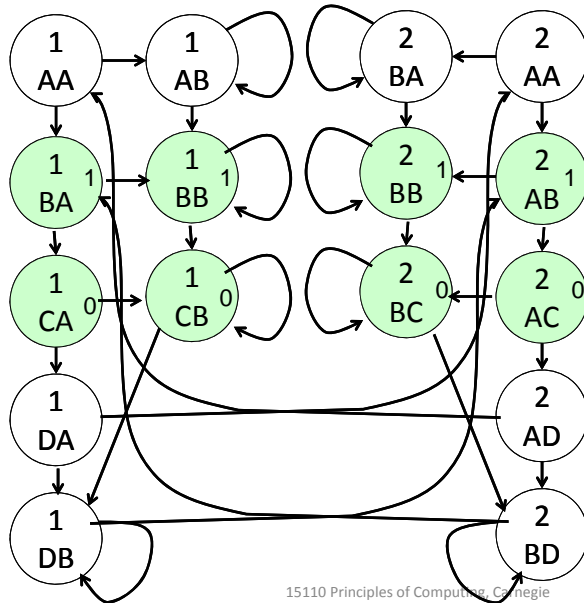 1 1 2 2
AA AB BA AA
1 1 1 1 2 1 2 1
BA BB BB AB
1 0 1 0 2 0 2 0
CA CB BC AC
1 2
DA AD
1 2
DB BD
15110 Principles of Computing, Carnegie